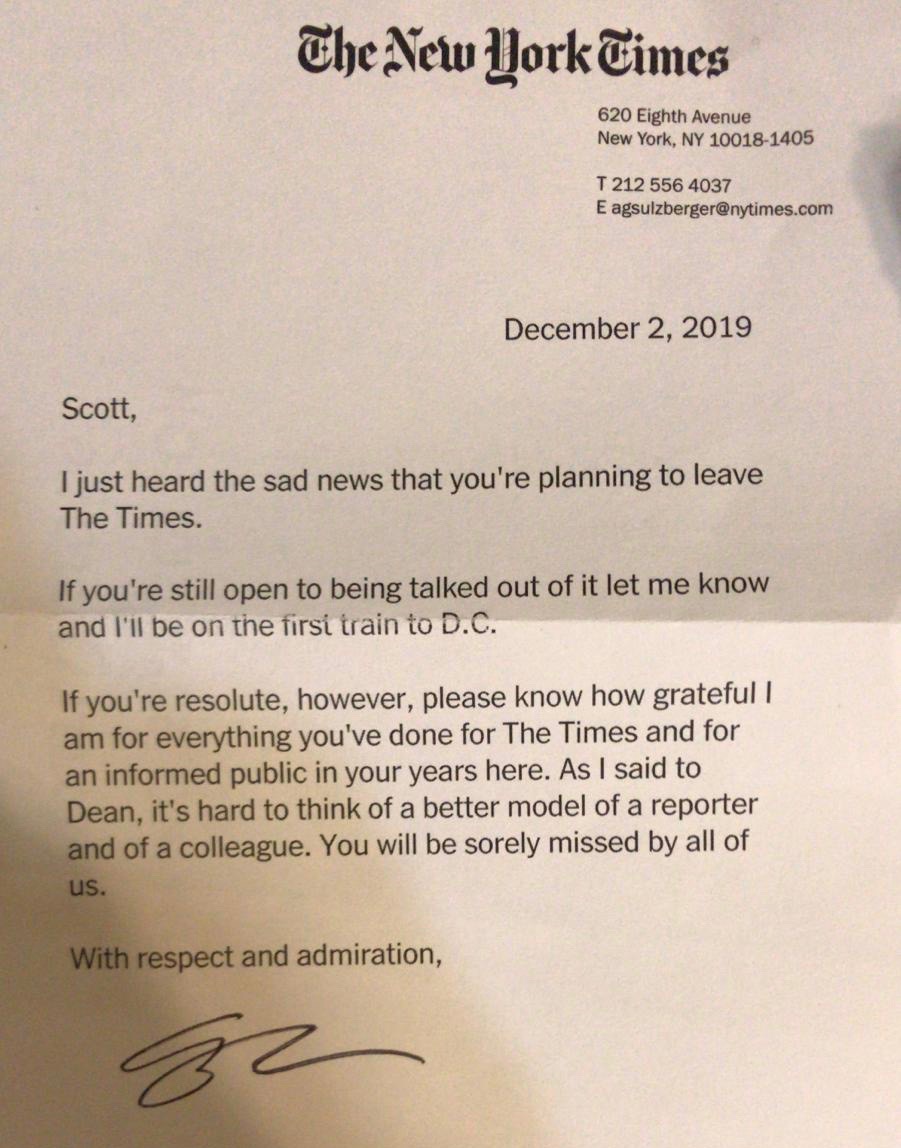 The New York Times
620 Eighth Avenue
New York, NY 10018-1405
T 212 556 4037
E agsulzberger@nytimes.com
December 2, 2019
Scott,
I just heard the sad news that you're planning to leave
The Times.
If you're still open to being talked out of it let me know
and I'll be on the first train to D.C.
If you're resolute, however, please know how grateful I
am for everything you've done for The Times and for
an informed public in your years here. As I said to
Dean, it's hard to think of a better model of a reporter
and of a colleague. You will be sorely missed by all of
us.
With respect and admiration,